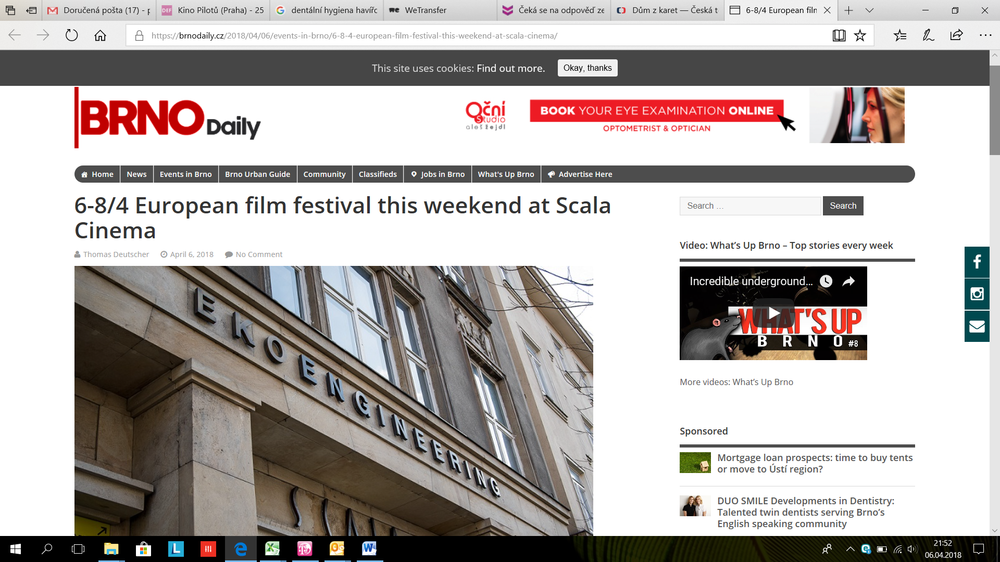 Doručená pošta (17) - p
Kino Pilotů (Praha) - 25
dentální hygiena havířo
WeTransfer
Čeká se na odpověď ze
Dům z karet — Česká t
6-8/4 European film
https://brnodaily.cz/2018/04/06/events-in-brno/6-8-4-european-film-festival-this-weekend-at-scala-cinema/
This site uses cookies: Find out more.
Okay, thanks
BRNO Daily
Oční
Studio
aleš žejdl
BOOK YOUR EYE EXAMINATION ONLINE
OPTOMETRIST & OPTICIAN
Home
News
Events in Brno
Brno Urban Guide
Community
Classifieds
Jobs in Brno
What's Up Brno
Advertise Here
6-8/4 European film festival this weekend at Scala
Cinema
Thomas Deutscher
April 6, 2018
No Comment
EKOENGINEERING
SCALA
Search …
Search
Video: What's Up Brno – Top stories every week
Incredible underground...
WHAT'S UP
BRNO #8
More videos: What's Up Brno
Sponsored
Mortgage loan prospects: time to buy tents
or move to Ústí region?
DUO SMILE Developments in Dentistry:
Talented twin dentists serving Brno's
English speaking community
21:52
06.04.2018